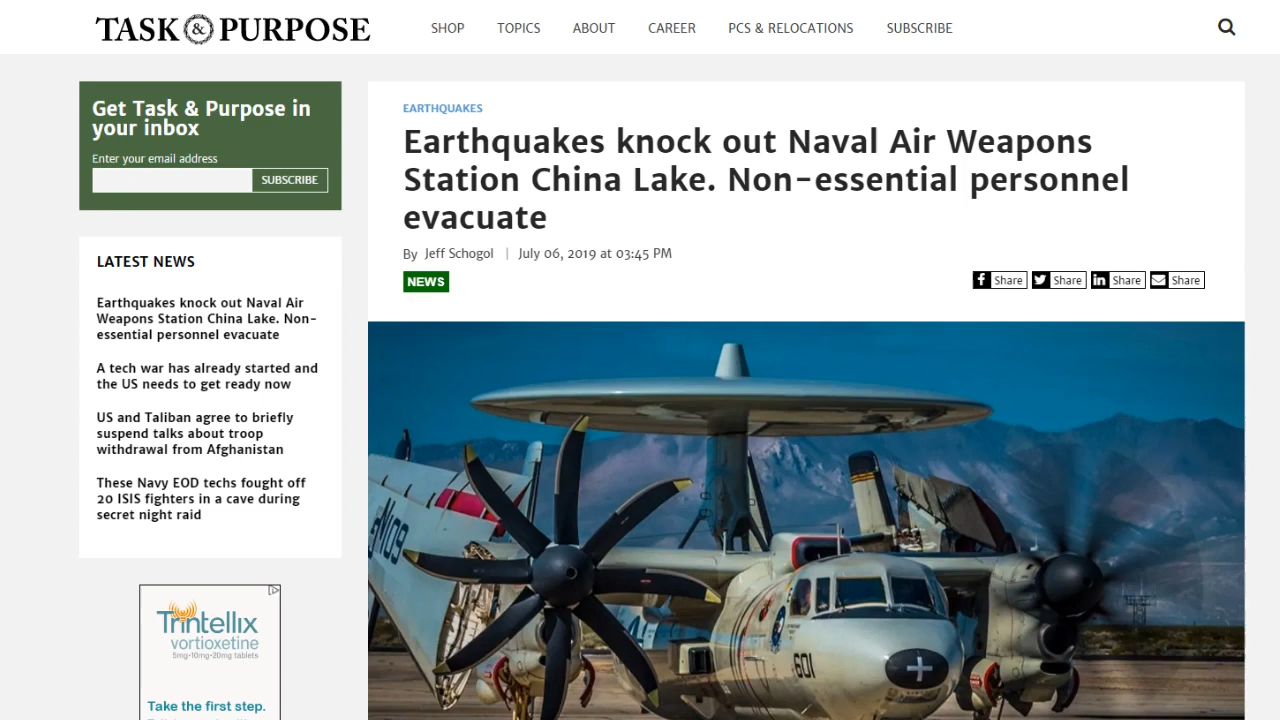 TASK & PURPOSE
SHOP TOPICS ABOUT CAREER PCS & RELOCATIONS SUBSCRIBE
Get Task & Purpose in
your inbox
Enter your email address
SUBSCRIBE
LATEST NEWS
Earthquakes knock out Naval Air
Weapons Station China Lake. Non-
essential personnel evacuate
A tech war has already started and
the US needs to get ready now
US and Taliban agree to briefly
suspend talks about troop
withdrawal from Afghanistan
These Navy EOD techs fought off
20 ISIS fighters in a cave during
secret night raid
Trintellix
vortioxetine
5mg·10mg·20mg tablets
Take the first step.
EARTHQUAKES
Earthquakes knock out Naval Air Weapons
Station China Lake. Non-essential personnel
evacuate
By Jeff Schogol | July 06, 2019 at 03:45 PM
NEWS
Share Share Share Share
601